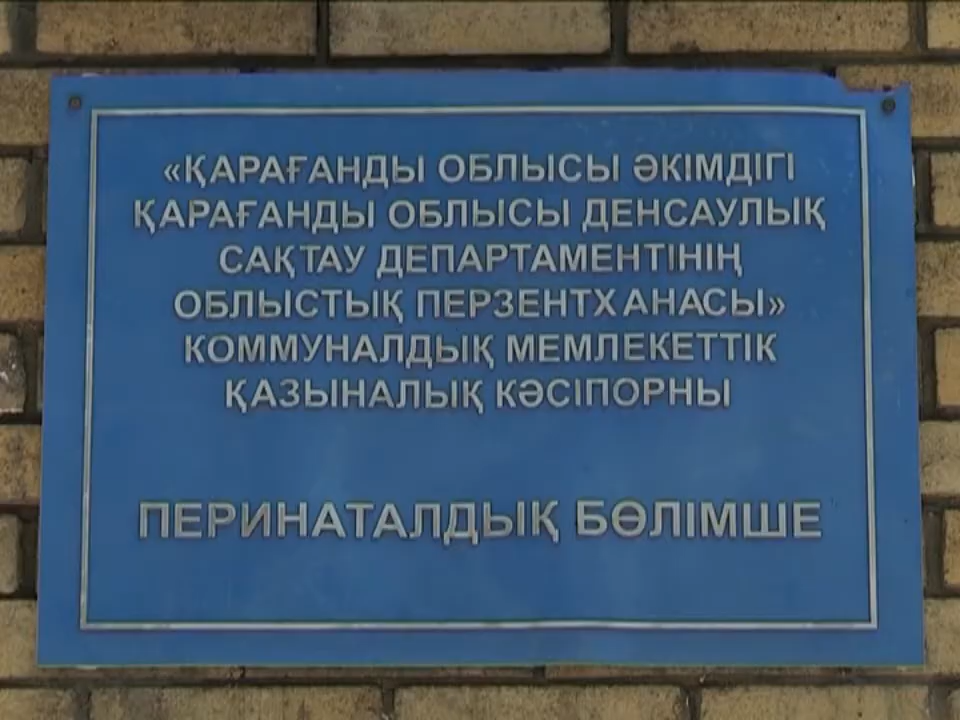 «ҚАРАҒАНДЫ ОБЛЫСЫ ӘКІМДІГІ
ҚАРАҒАНДЫ ОБЛЫСЫ ДЕНСАУЛЫҚ
САҚТАУ ДЕПАРТАМЕНТІНІҢ
ОБЛЫСТЫҚ ПЕРЗЕНТХАНАСЫ»
КОММУНАЛДЫҚ МЕМЛЕКЕТТІК
ҚАЗЫНАЛЫҚ КӘСІПОРНЫ
ПЕРИНАТАЛДЫҚ БӨЛІМШЕ